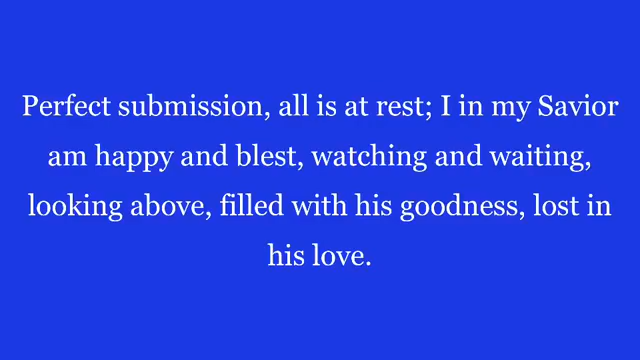 Perfect submission, all is at rest; I in my Savior
am happy and blest, watching and waiting,
looking above, filled with his goodness, lost in
his love.